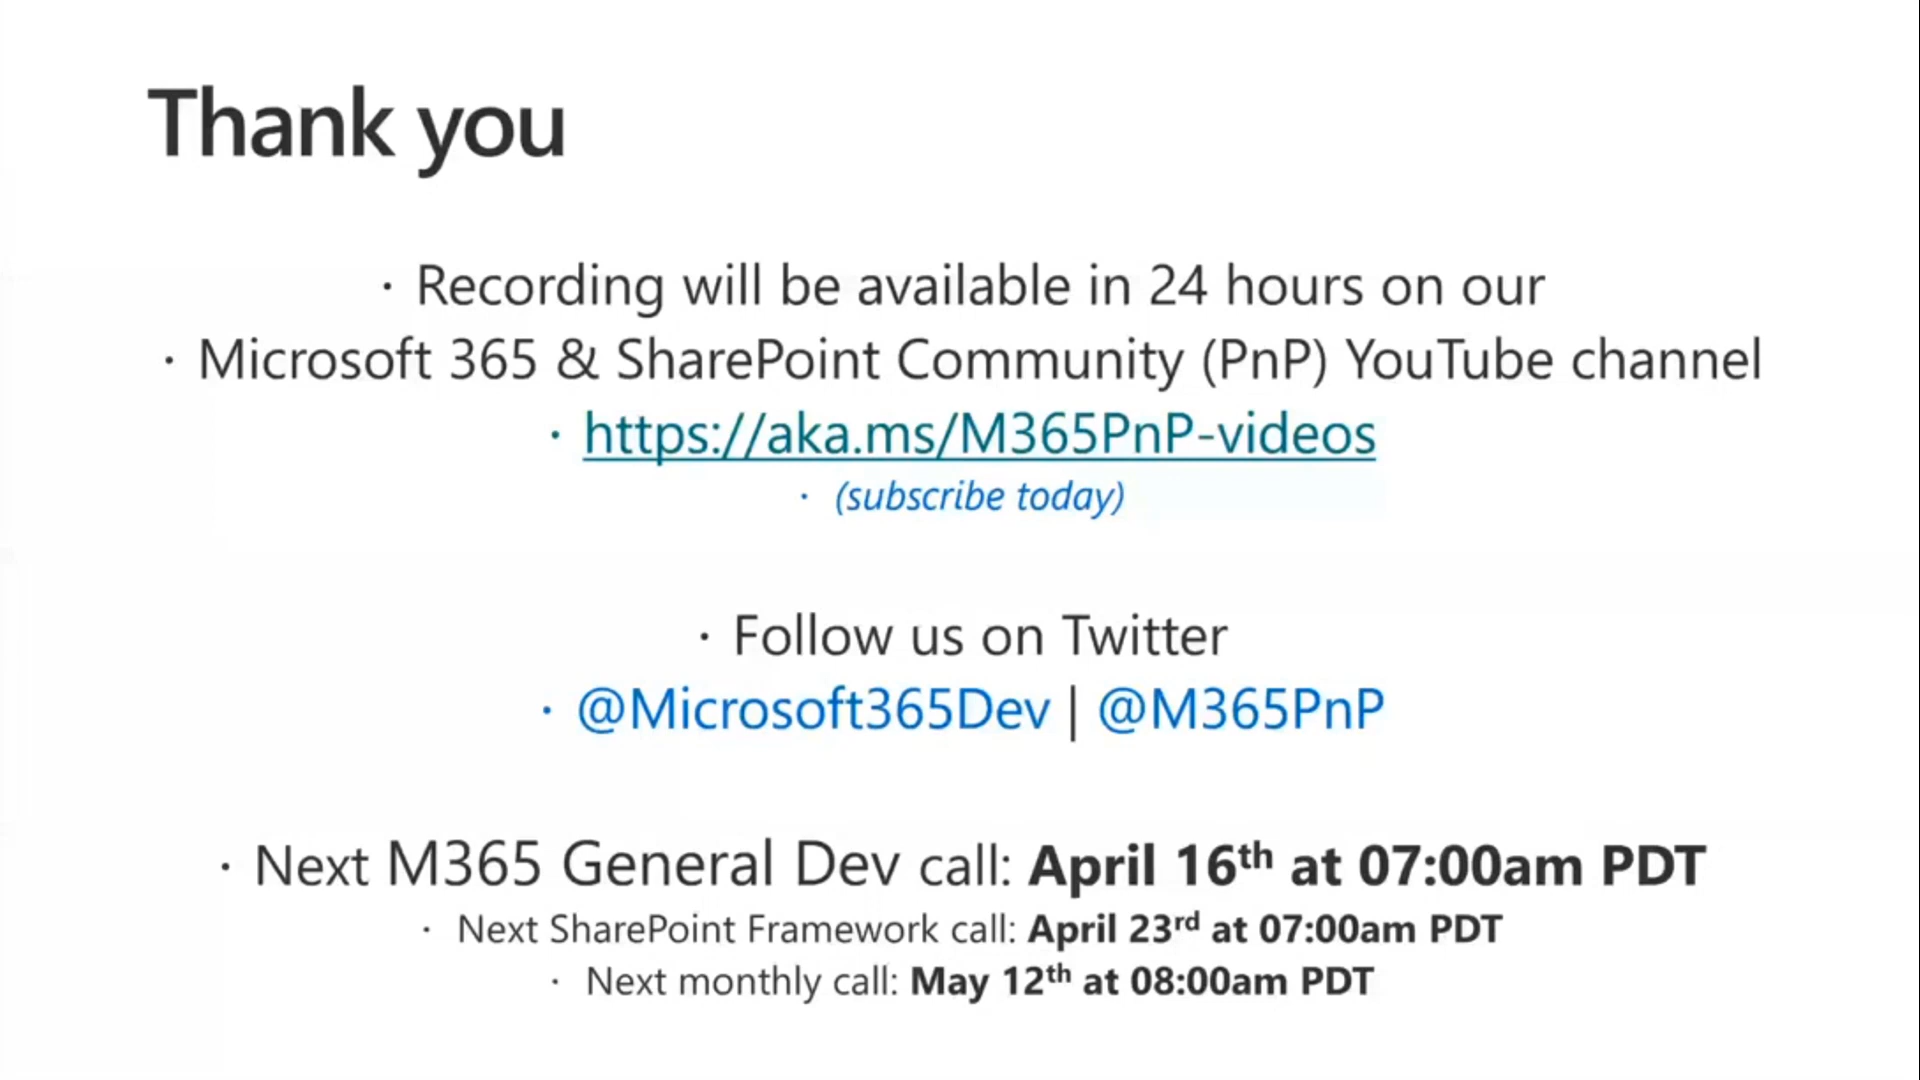 Thank you
· Recording will be available in 24 hours on our
· Microsoft 365 & SharePoint Community (PnP) YouTube channel
· https://aka.ms/M365PnP-videos
· (subscribe today)
· Follow us on Twitter
· @Microsoft365Dev | @M365PnP
· Next M365 General Dev call: April 16th at 07:00am PDT
· Next SharePoint Framework call: April 23rd at 07:00am PDT
· Next monthly call: May 12th at 08:00am PDT